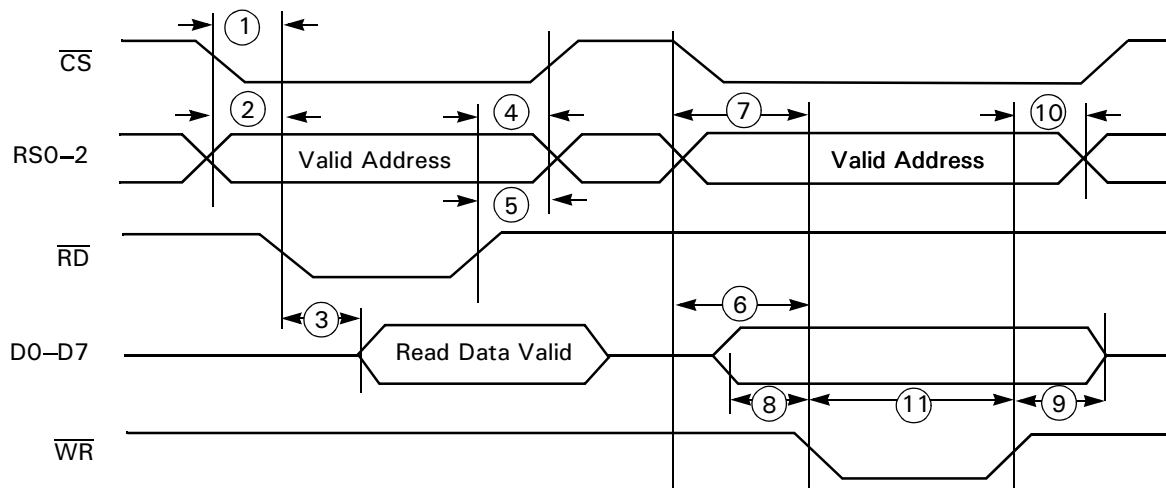 1
CS
2
4
7
10
RS0–2
Valid Address
Valid Address
5
RD
6
3
D0–D7
Read Data Valid
8
11
9
WR